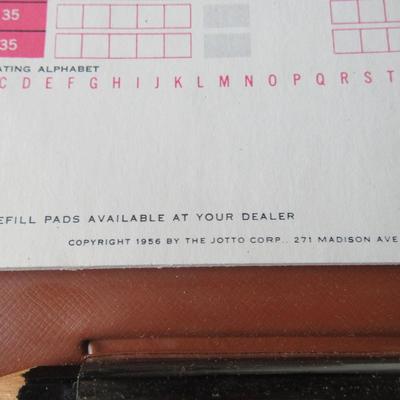 35
35
ATING ALPHABET
C D E F G H I J K L M N O P Q R S T
EFILL PADS AVAILABLE AT YOUR DEALER
COPYRIGHT 1956 BY THE JOTTO CORP.. 271 MADISON AVE